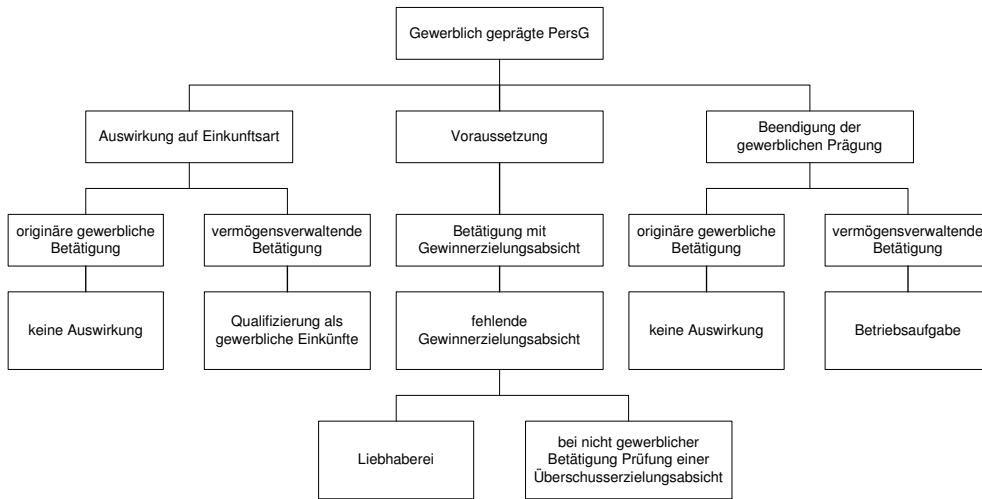 Gewerblich geprägte PersG
Auswirkung auf Einkunftsart
Voraussetzung
Beendigung der
gewerblichen Prägung
originäre gewerbliche
Betätigung
vermögensverwaltende
Betätigung
Betätigung mit
Gewinnerzielungsabsicht
originäre gewerbliche
Betätigung
vermögensverwaltende
Betätigung
keine Auswirkung
Qualifizierung als
gewerbliche Einkünfte
fehlende
Gewinnerzielungsabsicht
keine Auswirkung
Betriebsaufgabe
Liebhaberei
bei nicht gewerblicher
Betätigung Prüfung einer
Überschusserzielungsabsicht